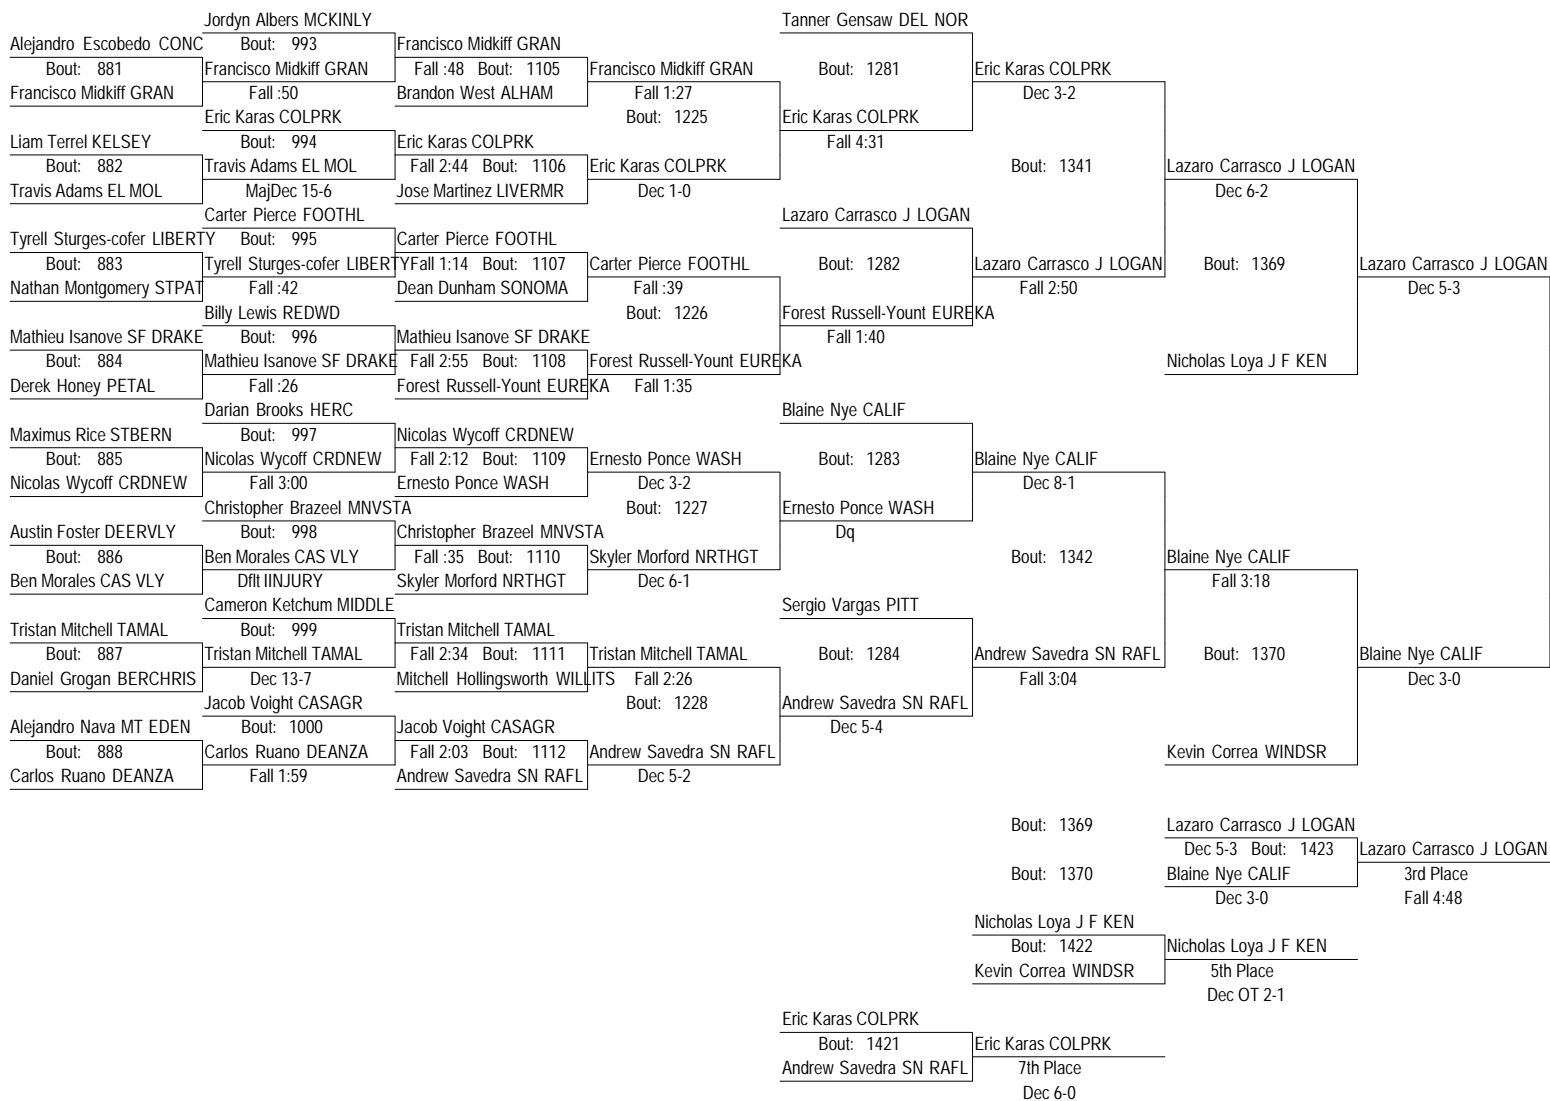 Jordyn Albers MCKINLY Tanner Gensaw DEL NOR
Alejandro Escobedo CONC Bout: 993 Francisco Midkiff GRAN
Bout: 881 Francisco Midkiff GRAN Fall :48 Bout: 1105 Francisco Midkiff GRAN Bout: 1281 Eric Karas COLPRK
Francisco Midkiff GRAN Fall :50 Brandon West ALHAM Fall 1:27 Dec 3-2
Eric Karas COLPRK Bout: 1225 Eric Karas COLPRK
Liam Terrel KELSEY Bout: 994 Eric Karas COLPRK Fall 4:31
Bout: 882 Travis Adams EL MOL Fall 2:44 Bout: 1106 Eric Karas COLPRK Bout: 1341 Lazaro Carrasco J LOGAN
Travis Adams EL MOL MajDec 15-6 Jose Martinez LIVERMR Dec 1-0 Dec 6-2
Carter Pierce FOOTHL Lazaro Carrasco J LOGAN
Tyrell Sturges-cofer LIBERTY Bout: 995 Carter Pierce FOOTHL
Bout: 883 Tyrell Sturges-cofer LIBERTY Fall 1:14 Bout: 1107 Carter Pierce FOOTHL Bout: 1282 Lazaro Carrasco J LOGAN Bout: 1369 Lazaro Carrasco J LOGAN
Nathan Montgomery STPAT Fall :42 Dean Dunham SONOMA Fall :39 Fall 2:50 Dec 5-3
Billy Lewis REDWD Bout: 1226 Forest Russell-Yount EUREKA
Mathieu Isanove SF DRAKE Bout: 996 Mathieu Isanove SF DRAKE Fall 1:40
Bout: 884 Mathieu Isanove SF DRAKE Fall 2:55 Bout: 1108 Forest Russell-Yount EUREKA Nicholas Loya J F KEN
Derek Honey PETAL Fall :26 Forest Russell-Yount EUREKA Fall 1:35
Darian Brooks HERC Blaine Nye CALIF
Maximus Rice STBERN Bout: 997 Nicolas Wycoff CRDNEW
Bout: 885 Nicolas Wycoff CRDNEW Fall 2:12 Bout: 1109 Ernesto Ponce WASH Bout: 1283 Blaine Nye CALIF
Nicolas Wycoff CRDNEW Fall 3:00 Ernesto Ponce WASH Dec 3-2 Dec 8-1
Christopher Brazeel MNVSTA Bout: 1227 Ernesto Ponce WASH
Austin Foster DEERVLY Bout: 998 Christopher Brazeel MNVSTA Dq
Bout: 886 Ben Morales CAS VLY Fall :35 Bout: 1110 Skyler Morford NRTHGT Bout: 1342 Blaine Nye CALIF
Ben Morales CAS VLY Dflt IINJURY Skyler Morford NRTHGT Dec 6-1 Fall 3:18
Cameron Ketchum MIDDLE Sergio Vargas PITT
Tristan Mitchell TAMAL Bout: 999 Tristan Mitchell TAMAL
Bout: 887 Tristan Mitchell TAMAL Fall 2:34 Bout: 1111 Tristan Mitchell TAMAL Bout: 1284 Andrew Savedra SN RAFL Bout: 1370 Blaine Nye CALIF
Daniel Grogan BERCHRIS Dec 13-7 Mitchell Hollingsworth WILLITS Fall 2:26 Fall 3:04 Dec 3-0
Jacob Voight CASAGR Bout: 1228 Andrew Savedra SN RAFL
Alejandro Nava MT EDEN Bout: 1000 Jacob Voight CASAGR Dec 5-4
Bout: 888 Carlos Ruano DEANZA Fall 2:03 Bout: 1112 Andrew Savedra SN RAFL Kevin Correa WINDSR
Carlos Ruano DEANZA Fall 1:59 Andrew Savedra SN RAFL Dec 5-2
Bout: 1369 Lazaro Carrasco J LOGAN
Dec 5-3 Bout: 1423 Lazaro Carrasco J LOGAN
Bout: 1370 Blaine Nye CALIF 3rd Place
Dec 3-0 Fall 4:48
Nicholas Loya J F KEN
Bout: 1422 Nicholas Loya J F KEN
Kevin Correa WINDSR 5th Place
Dec OT 2-1
Eric Karas COLPRK
Bout: 1421 Eric Karas COLPRK
Andrew Savedra SN RAFL 7th Place
Dec 6-0